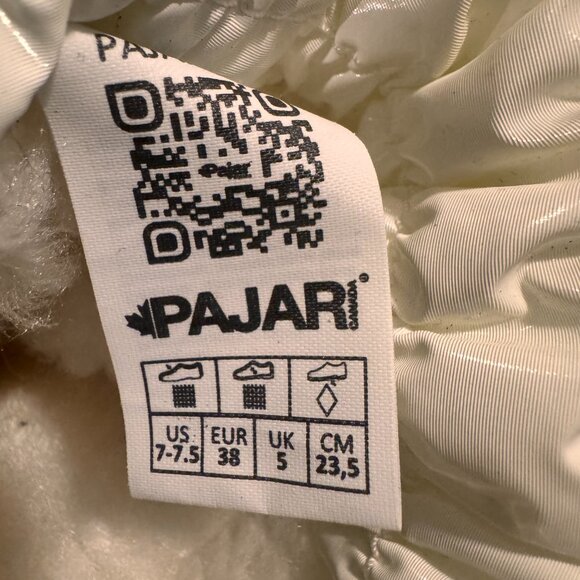 Pajar
PAJAR CANADA
US EUR UK CM
7-7.5 38 5 23,5